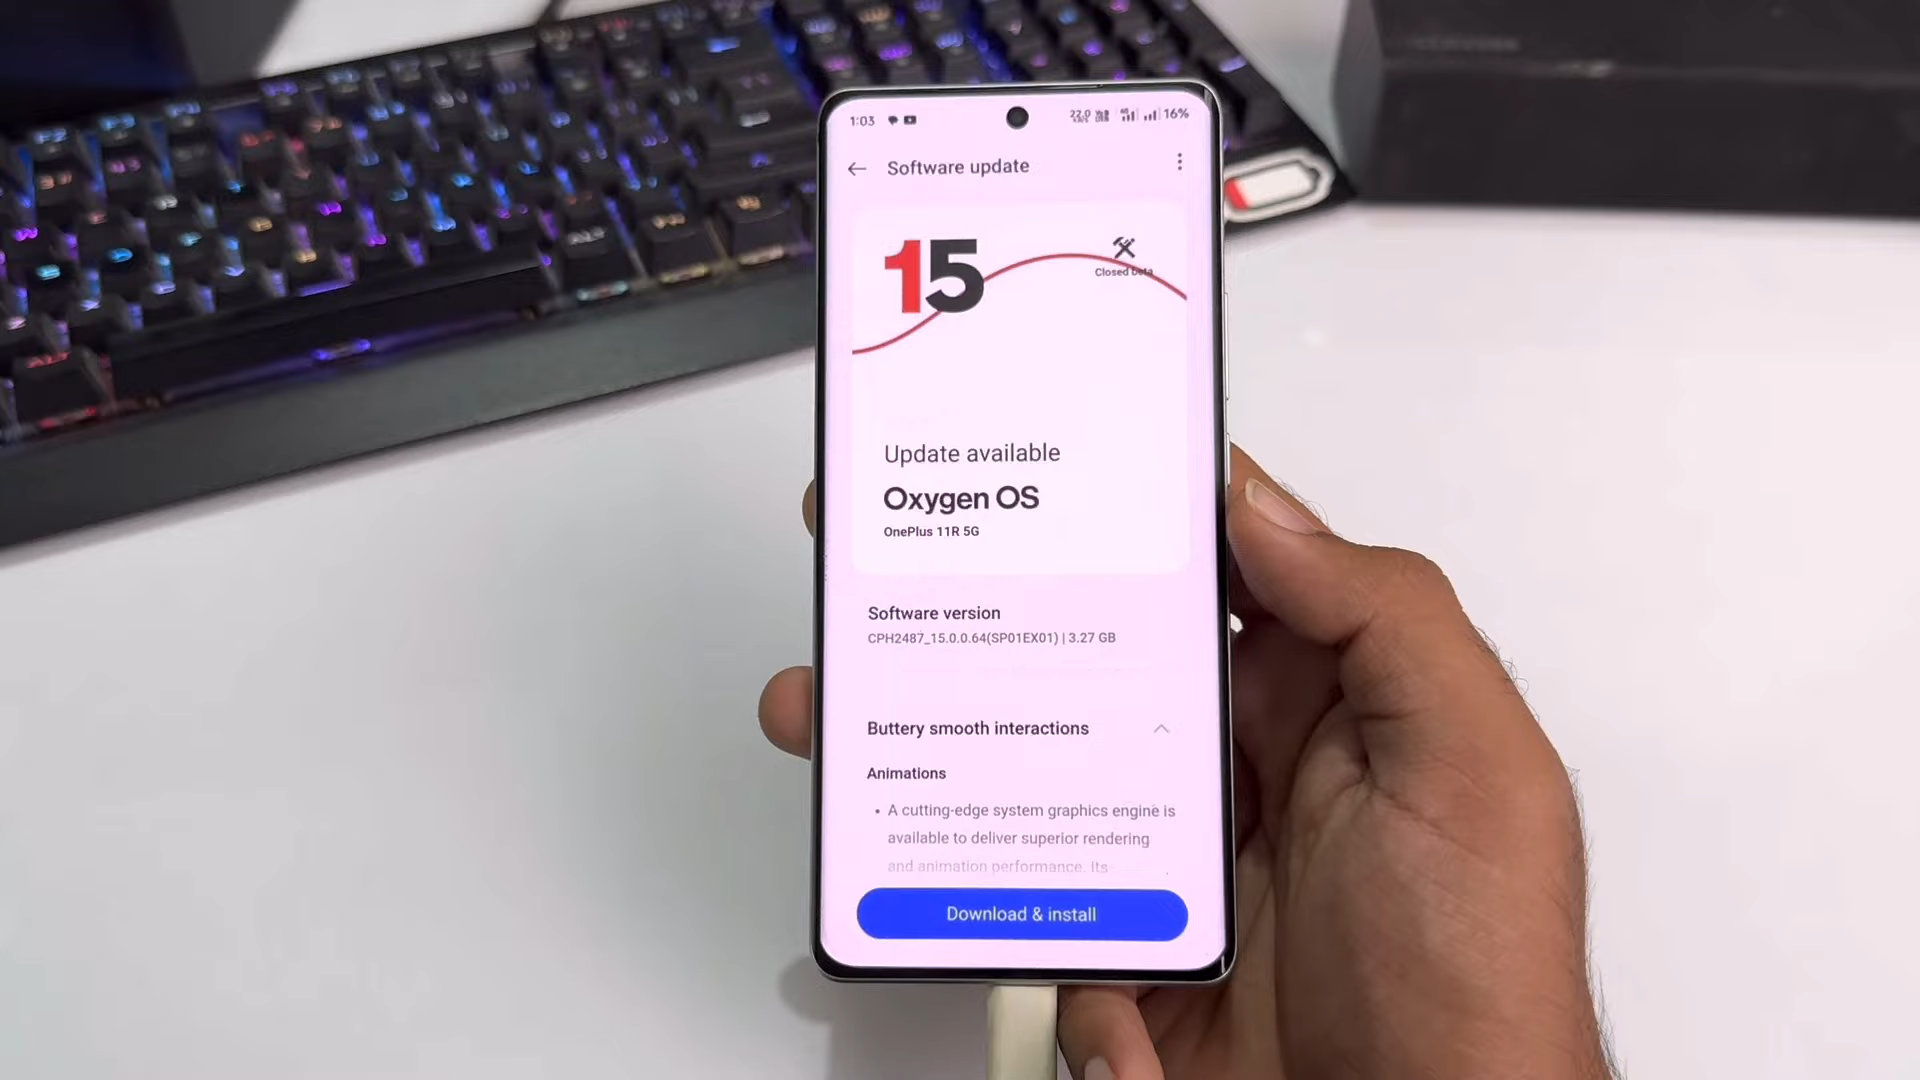 1:03
16%
Software update
15
Closed beta
Update available
Oxygen OS
OnePlus 11R 5G
Software version
CPH2487_15.0.0.64(SP01EX01) | 3.27 GB
Buttery smooth interactions
Animations
• A cutting-edge system graphics engine is
available to deliver superior rendering
and animation performance. Its
Download & install